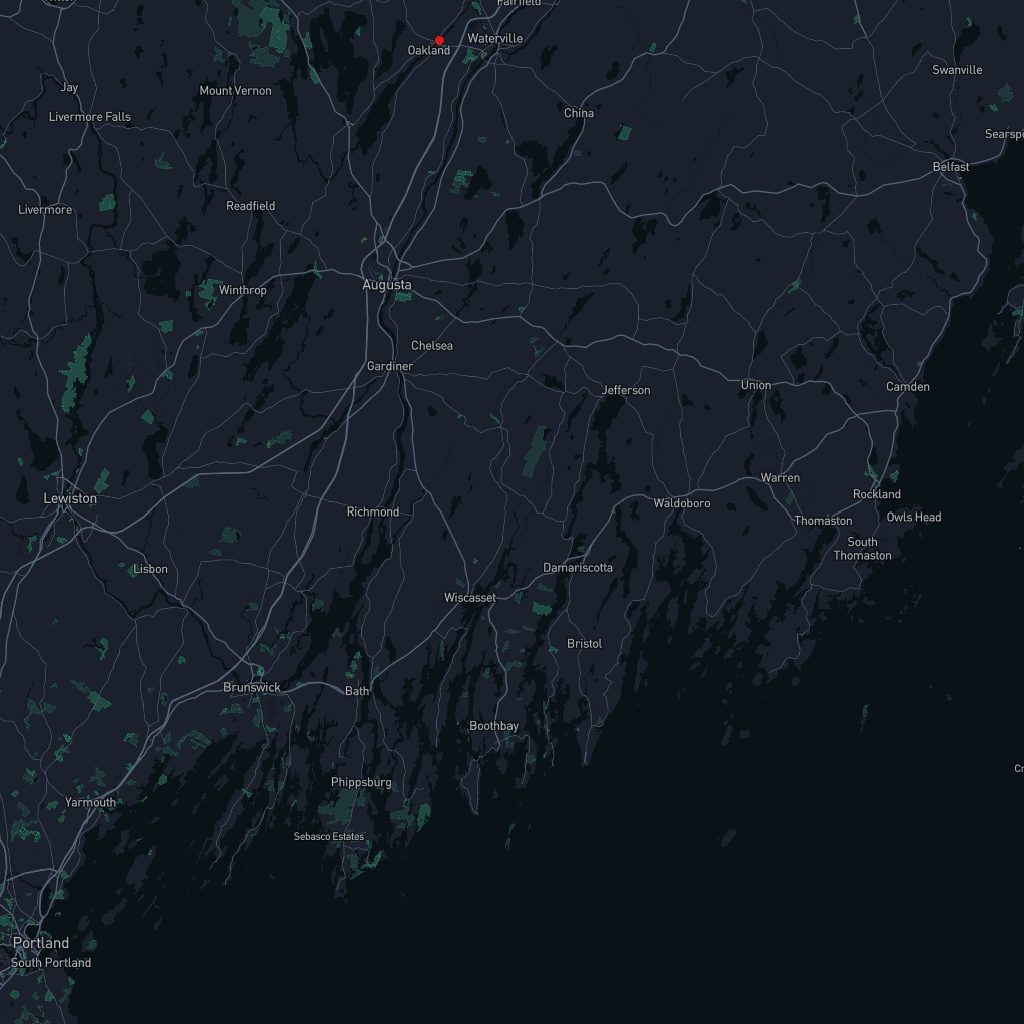 Fairfield
Waterville
Oakland
Swanville
Jay
Mount Vernon
China
Livermore Falls
Belfast
Readfield
Livermore
Augusta
Winthrop
Chelsea
Gardiner
Union
Camden
Jefferson
Warren
Lewiston
Rockland
Waldoboro
Richmond
Owls Head
Thomaston
South
Thomaston
Lisbon
Damariscotta
Wiscasset
Bristol
Brunswick
Bath
Boothbay
Phippsburg
Yarmouth
Sebasco Estates
Portland
South Portland